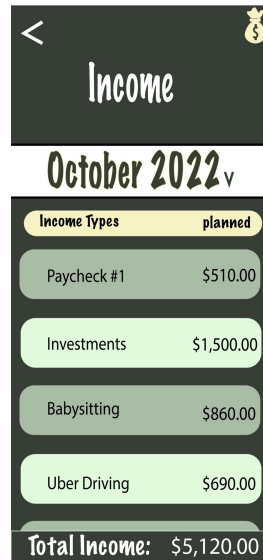 <
$
Income
October 2022 v
Income Types planned
Paycheck #1 $510.00
Investments $1,500.00
Babysitting $860.00
Uber Driving $690.00
Total Income: $5,120.00